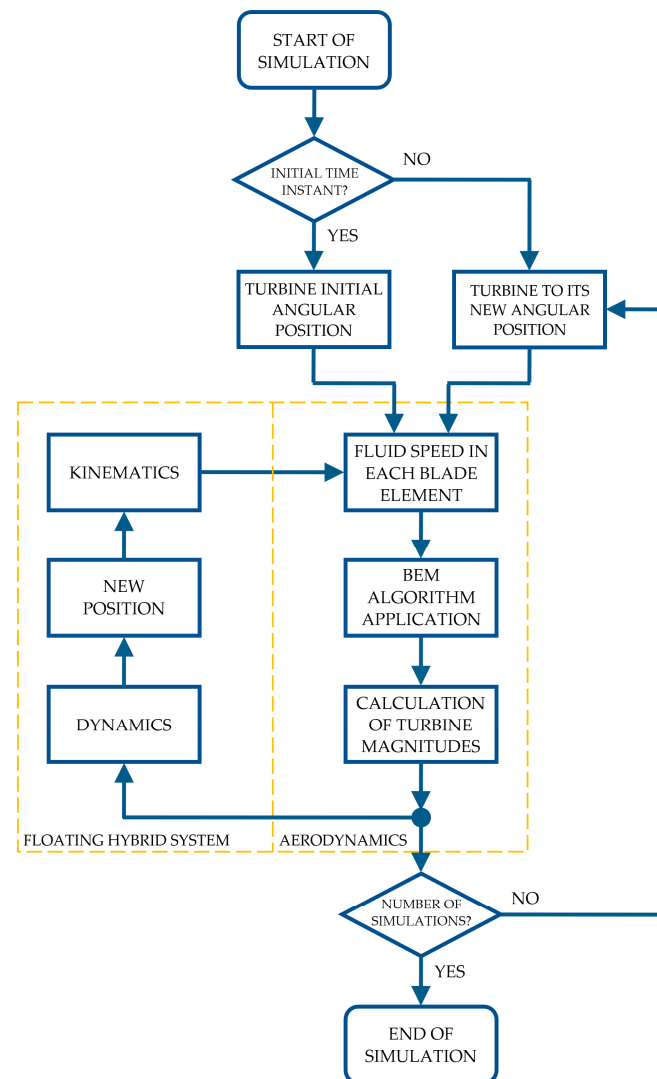 START OF
SIMULATION
NO
INITIAL TIME
INSTANT?
YES
TURBINE INITIAL
ANGULAR
POSITION
TURBINE TO ITS
NEW ANGULAR
POSITION
KINEMATICS
FLUID SPEED IN
EACH BLADE
ELEMENT
NEW
POSITION
BEM
ALGORITHM
APPLICATION
DYNAMICS
CALCULATION
OF TURBINE
MAGNITUDES
FLOATING HYBRID SYSTEM
AERODYNAMICS
NUMBER OF
SIMULATIONS?
NO
YES
END OF
SIMULATION